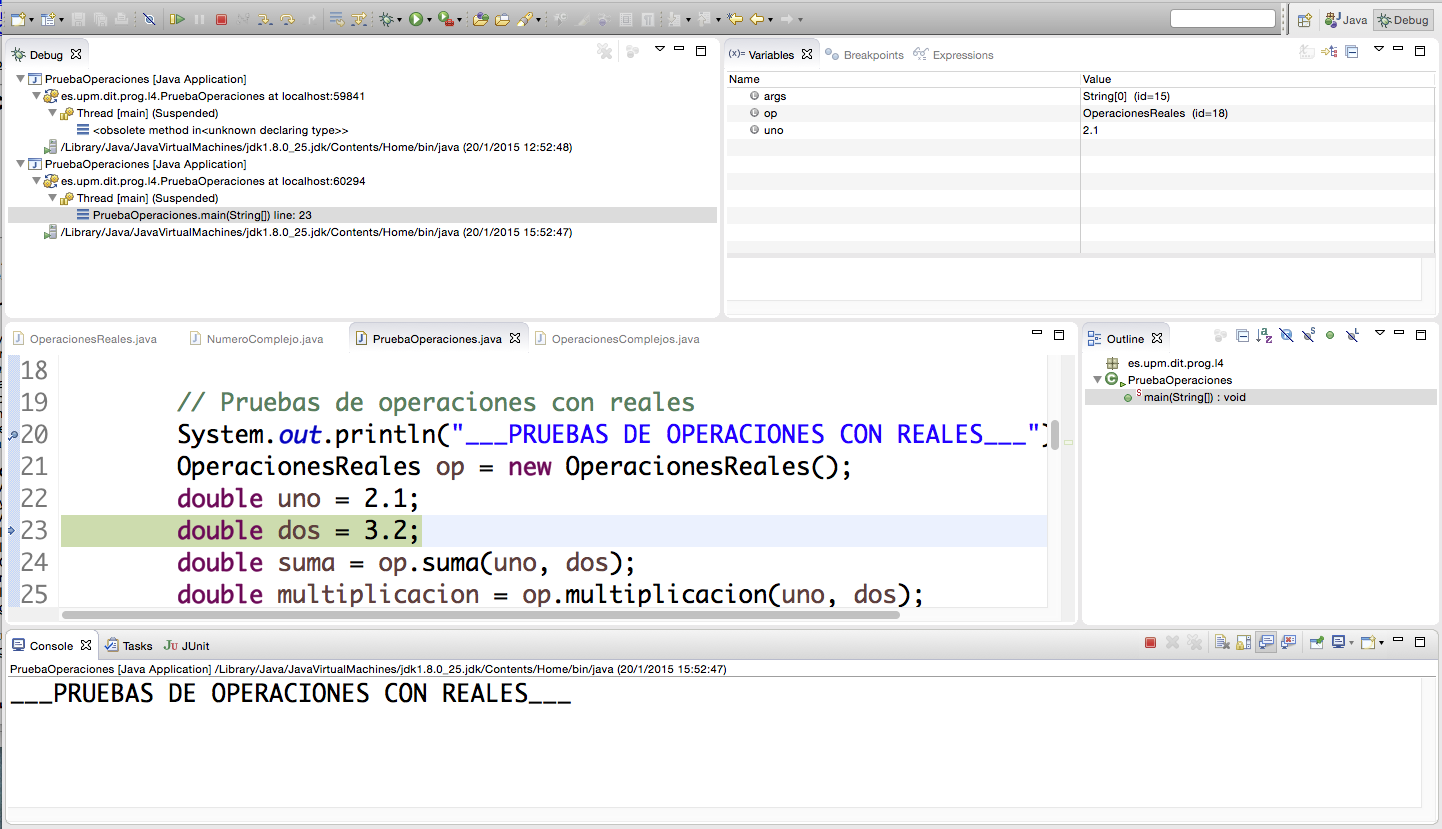 Java
Debug
Debug
PruebaOperaciones [Java Application]
es.upm.dit.prog.l4.PruebaOperaciones at localhost:59841
Thread [main] (Suspended)
<obsolete method in<unknown declaring type>>
/Library/Java/JavaVirtualMachines/jdk1.8.0_25.jdk/Contents/Home/bin/java (20/1/2015 12:52:48)
PruebaOperaciones [Java Application]
es.upm.dit.prog.l4.PruebaOperaciones at localhost:60294
Thread [main] (Suspended)
PruebaOperaciones.main(String[]) line: 23
/Library/Java/JavaVirtualMachines/jdk1.8.0_25.jdk/Contents/Home/bin/java (20/1/2015 15:52:47)
(x)= Variables Breakpoints Expressions
Name Value
args String[0] (id=15)
op OperacionesReales (id=18)
uno 2.1
OperacionesReales.java NumeroComplejo.java PruebaOperaciones.java OperacionesComplejos.java
18
19 // Pruebas de operaciones con reales
20 System.out.println("___PRUEBAS DE OPERACIONES CON REALES___")
21 OperacionesReales op = new OperacionesReales();
22 double uno = 2.1;
23 double dos = 3.2;
24 double suma = op.suma(uno, dos);
25 double multiplicacion = op.multiplicacion(uno, dos);
Outline
es.upm.dit.prog.l4
PruebaOperaciones
main(String[]) : void
Console Tasks JUnit
PruebaOperaciones [Java Application] /Library/Java/JavaVirtualMachines/jdk1.8.0_25.jdk/Contents/Home/bin/java (20/1/2015 15:52:47)
___PRUEBAS DE OPERACIONES CON REALES___